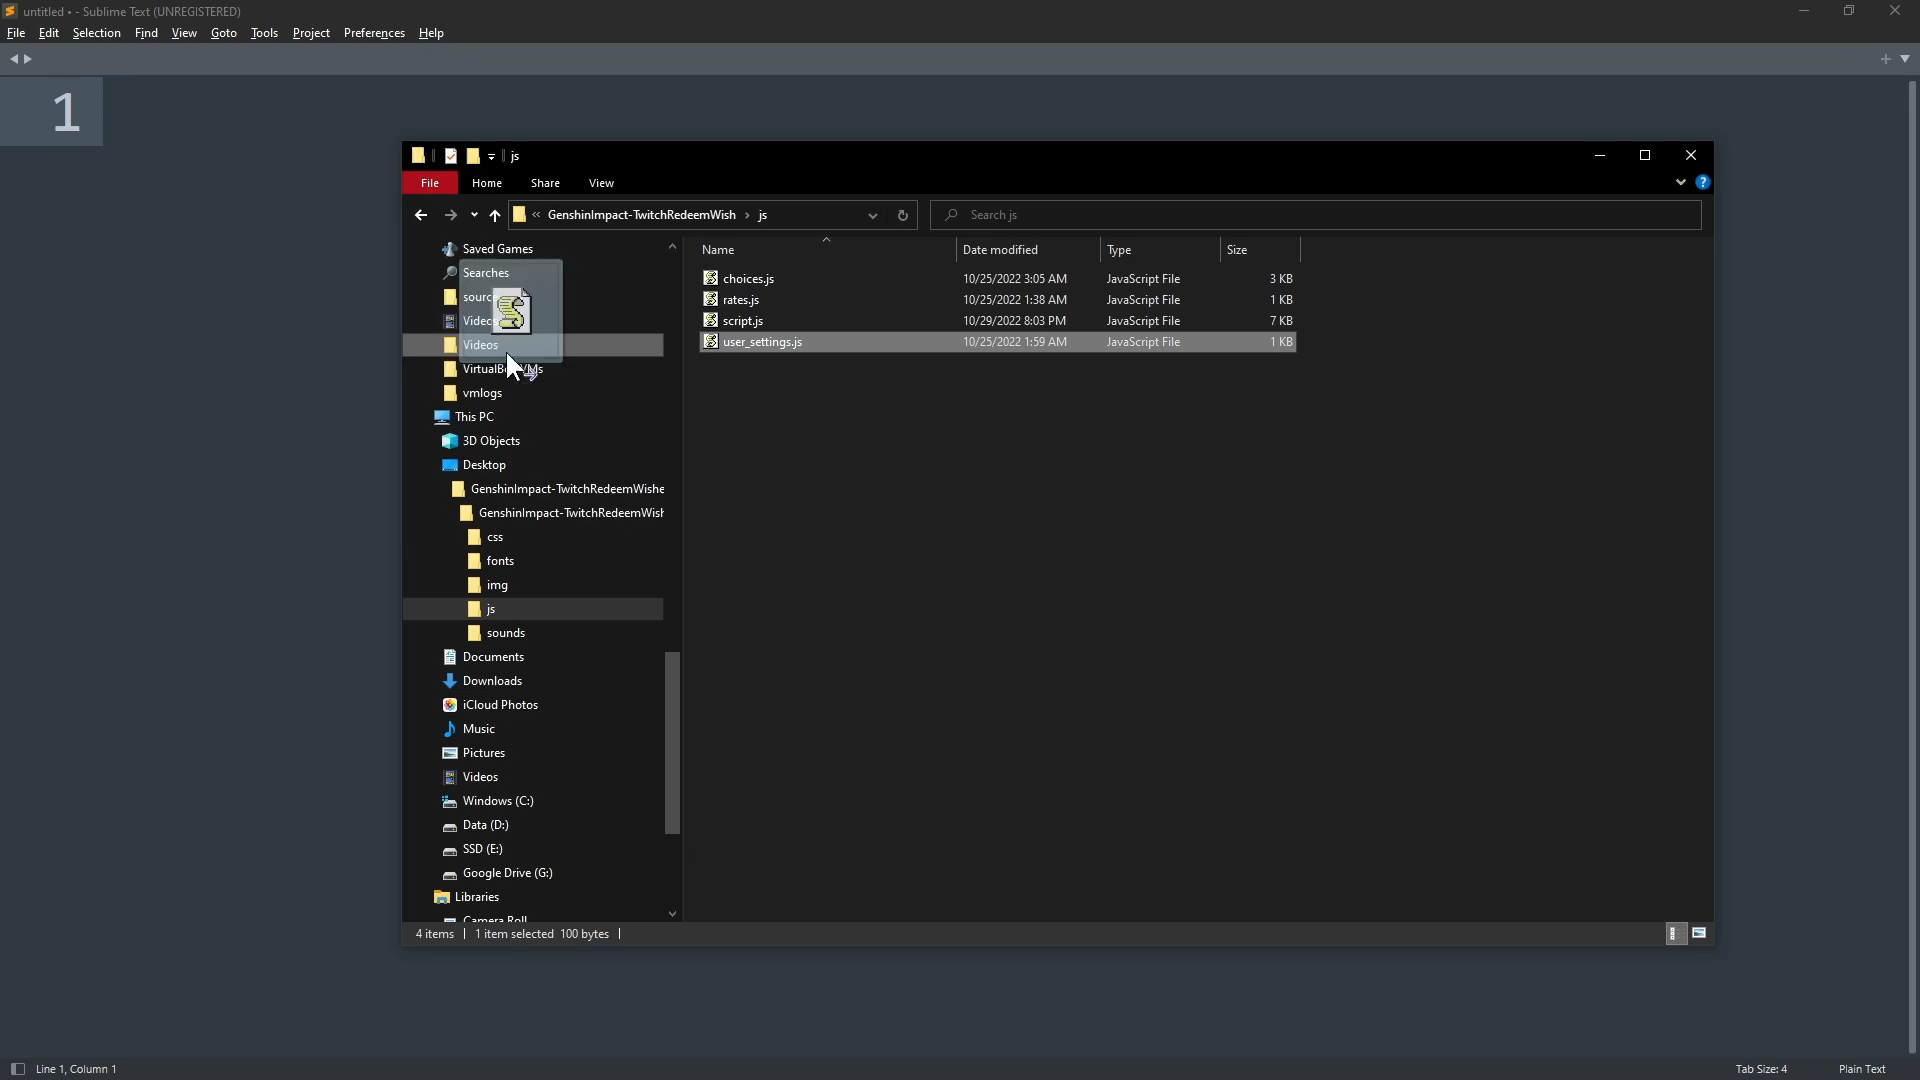 untitled • - Sublime Text (UNREGISTERED)
File Edit Selection Find View Goto Tools Project Preferences Help
1
js
File Home Share View
« GenshinImpact-TwitchRedeemWish › js
Search js
Name Date modified Type Size
choices.js 10/25/2022 3:05 AM JavaScript File 3 KB
rates.js 10/25/2022 1:38 AM JavaScript File 1 KB
script.js 10/29/2022 8:03 PM JavaScript File 7 KB
user_settings.js 10/25/2022 1:59 AM JavaScript File 1 KB
Saved Games
Searches
Videos
vmlogs
This PC
3D Objects
Desktop
GenshinImpact-TwitchRedeemWishe
GenshinImpact-TwitchRedeemWish
css
fonts
img
js
sounds
Documents
Downloads
iCloud Photos
Music
Pictures
Videos
Windows (C:)
Data (D:)
SSD (E:)
Google Drive (G:)
Libraries
Camera Roll
4 items 1 item selected 100 bytes
Line 1, Column 1 Tab Size: 4 Plain Text